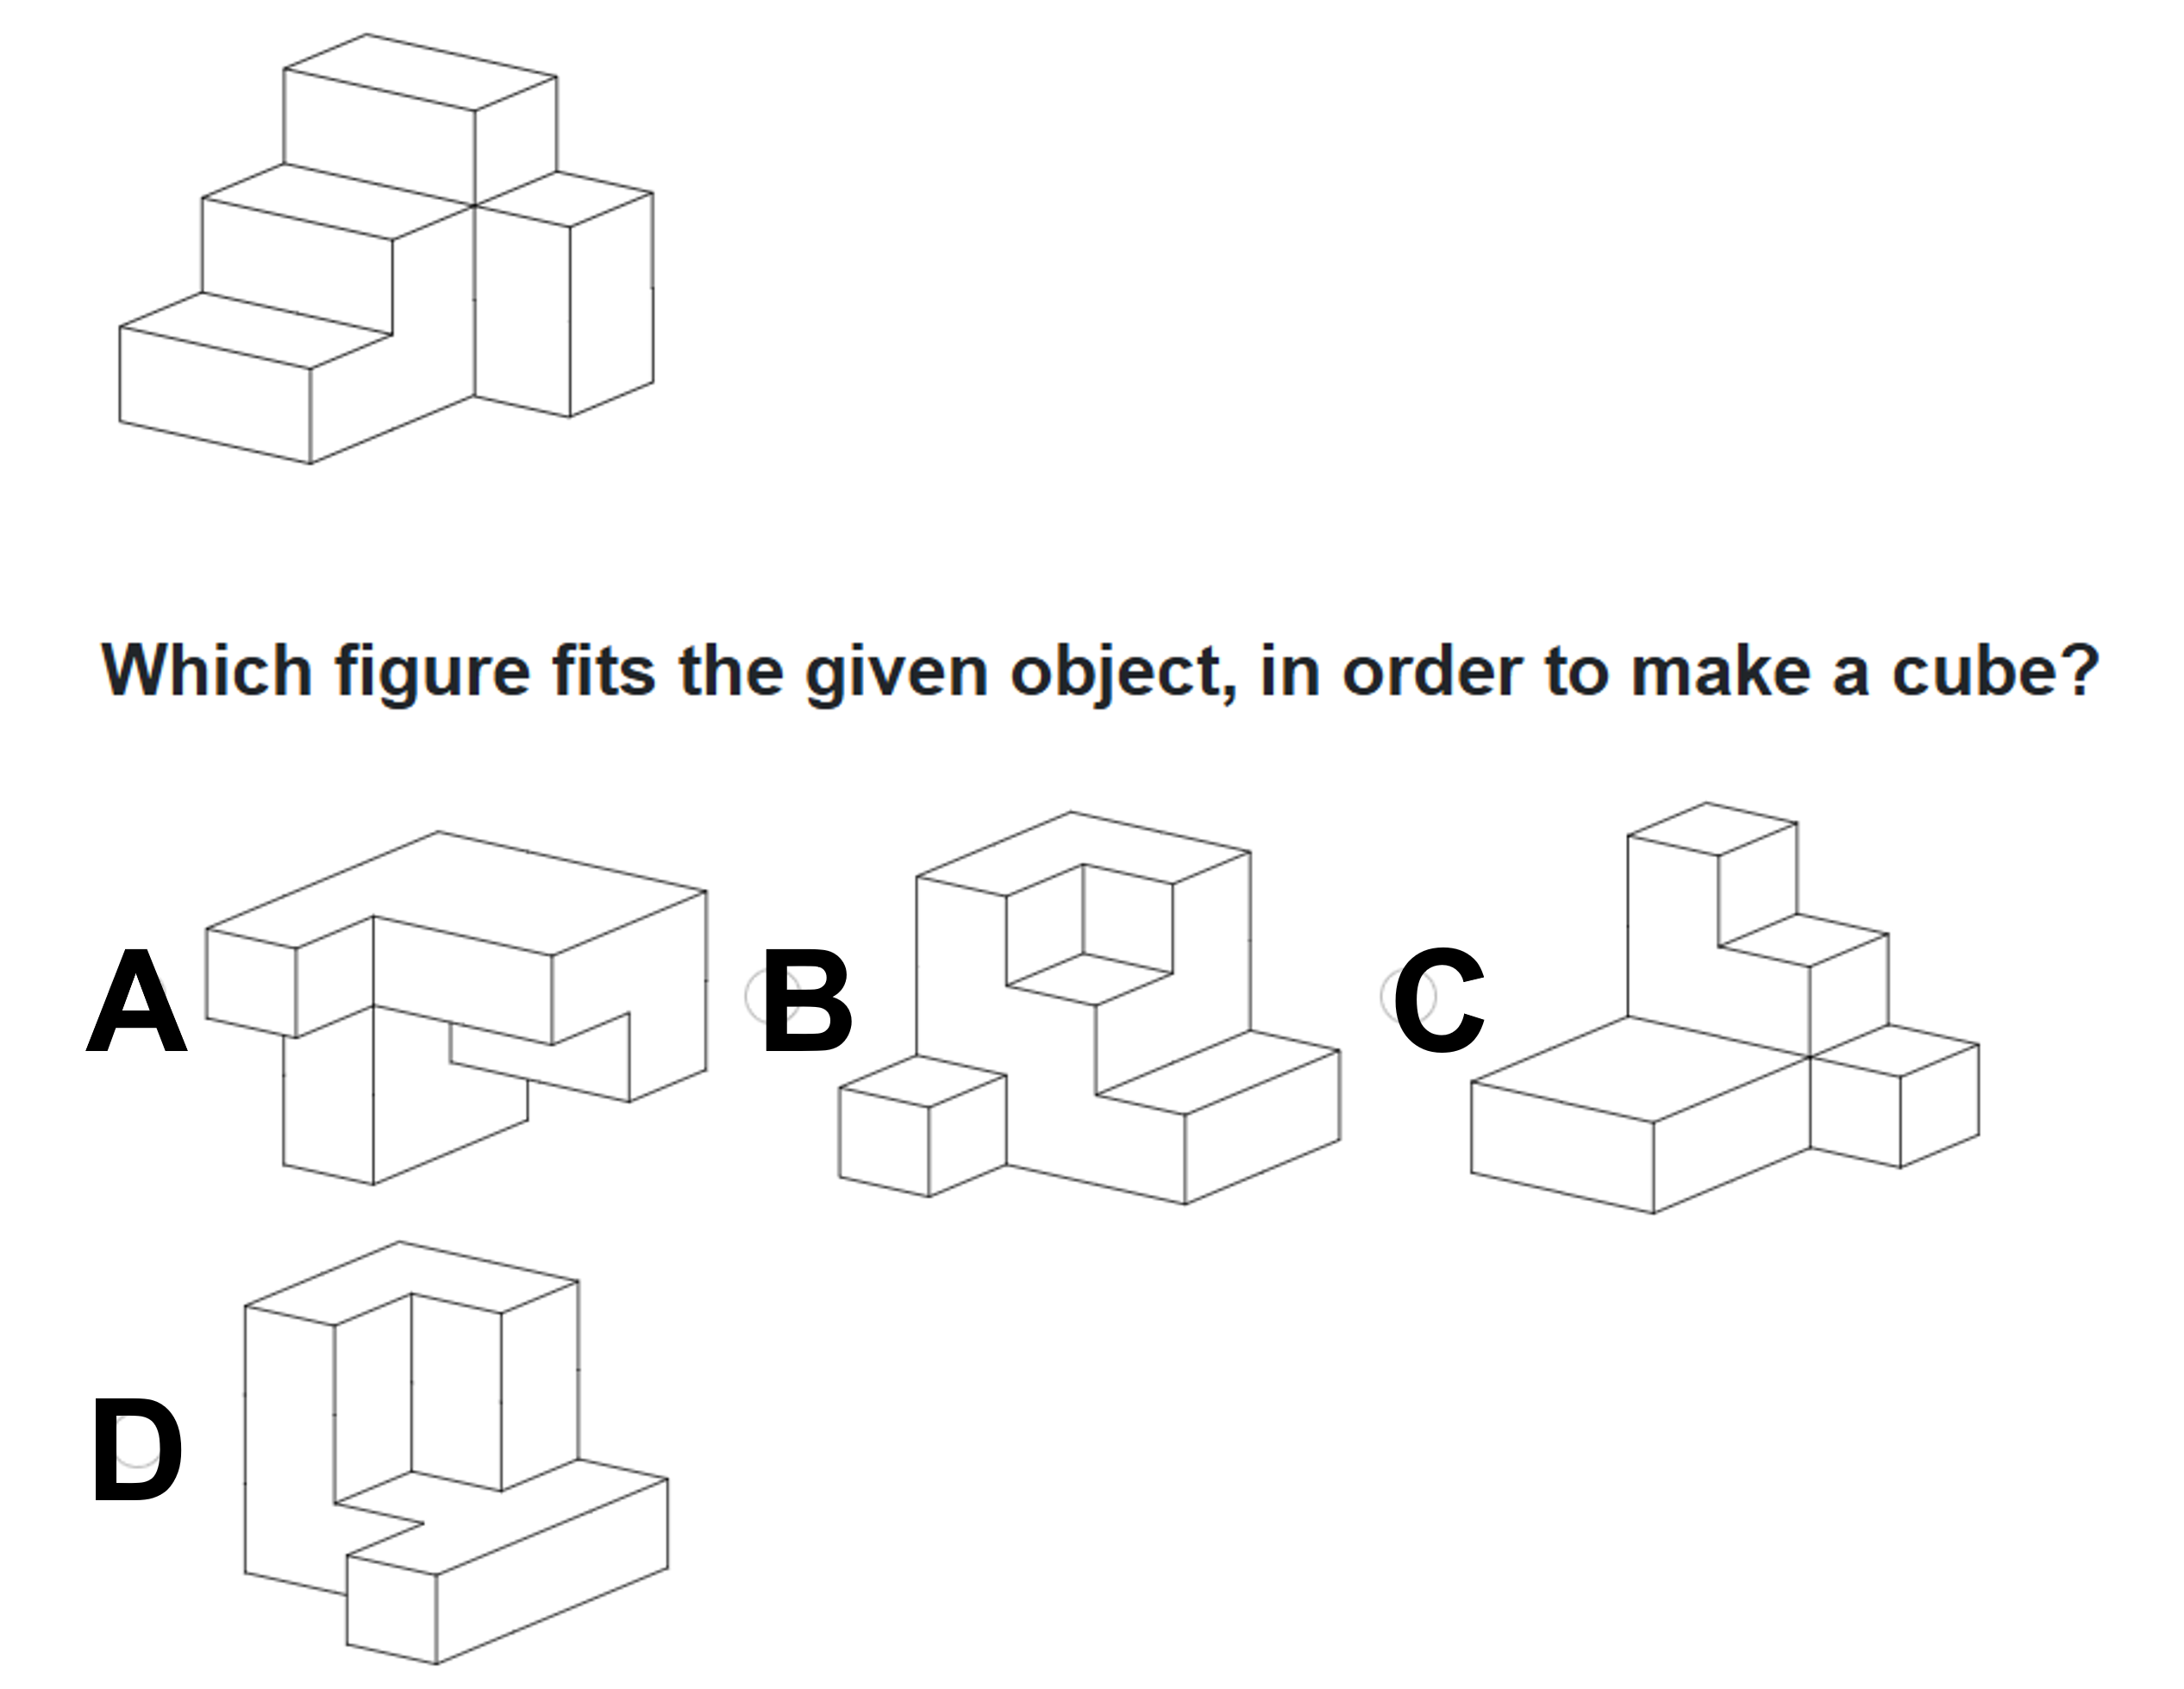 Which figure fits the given object, in order to make a cube?
A
B
C
D